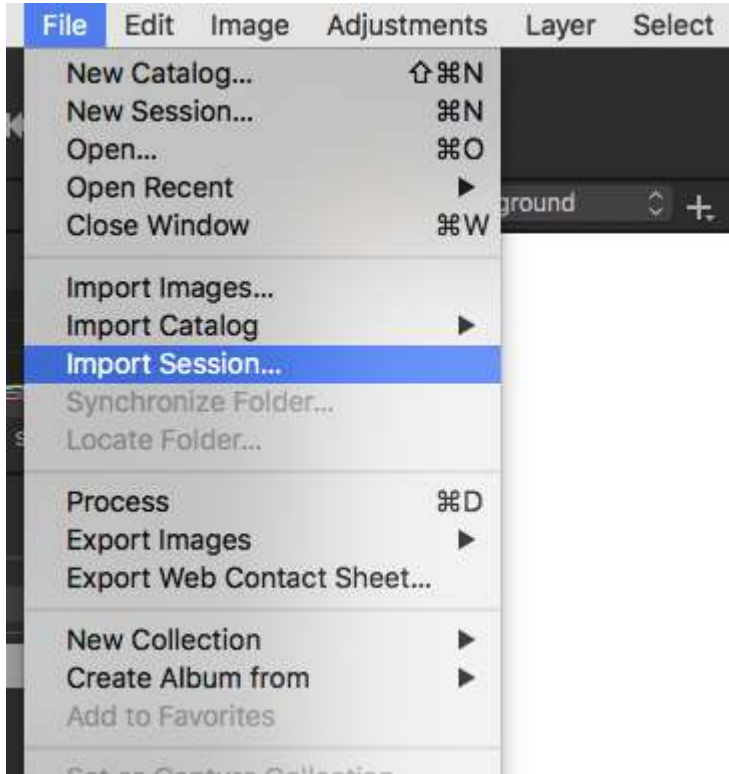 File Edit Image Adjustments Layer Select
New Catalog... ⇧⌘N
New Session... ⌘N
Open... ⌘O
Open Recent ▶
ground
Close Window ⌘W
Import Images...
Import Catalog ▶
Import Session...
Synchronize Folder...
Locate Folder...
Process ⌘D
Export Images ▶
Export Web Contact Sheet...
New Collection ▶
Create Album from ▶
Add to Favorites